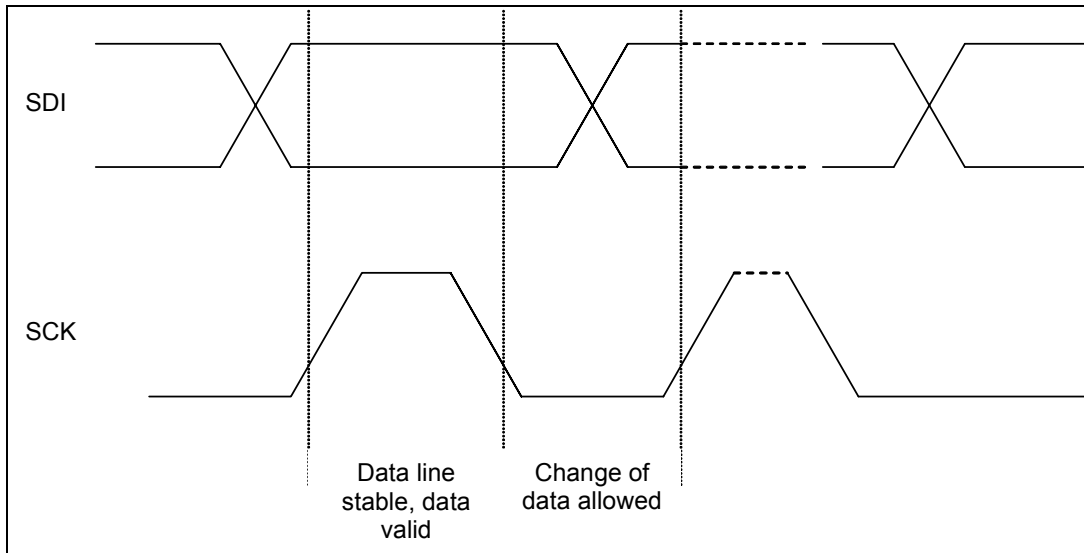 SDI
SCK
Data line
stable, data
valid
Change of
data allowed